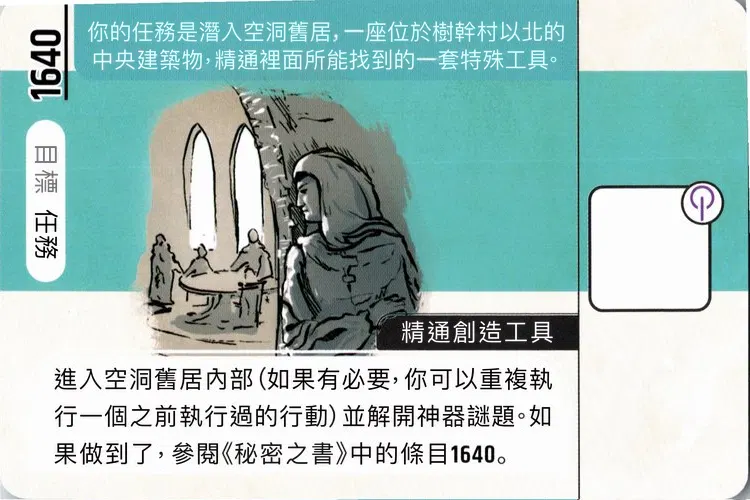 你的任務是潛入空洞舊居，一座位於樹幹村以北的
中央建築物，精通裡面所能找到的一套特殊工具。
1640
目標 任務
精通創造工具
進入空洞舊居內部（如果有必要，你可以重複執
行一個之前執行過的行動）並解開神器謎題。如
果做到了，參閱《秘密之書》中的條目1640。